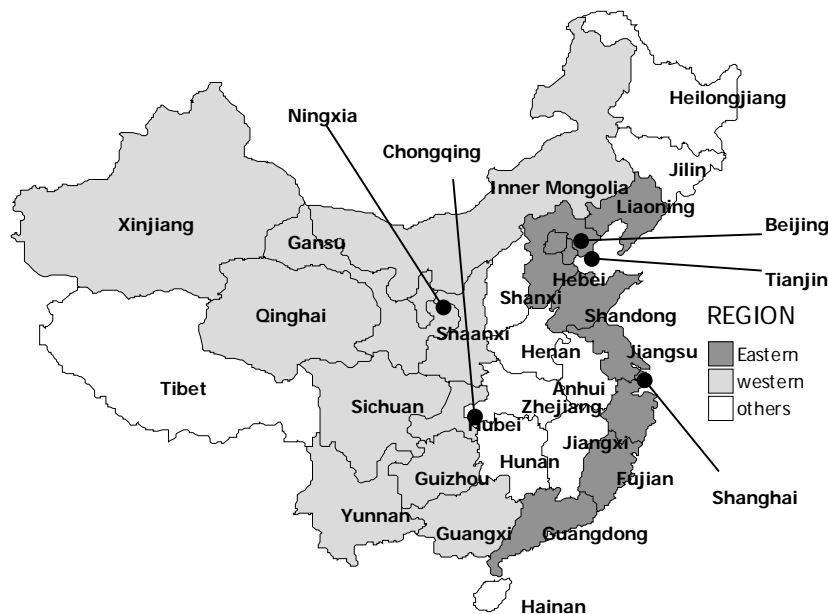 Heilongjiang
Ningxia
Chongqing
Jilin
Inner Mongolia
Liaoning
Xinjiang
Beijing
Gansu
Hebei
Tianjin
Shanxi
Qinghai
Shandong
REGION
Shaanxi
Henan
Jiangsu
Eastern
Tibet
western
Anhui
Sichuan
Zhejiang
others
Hubei
Jiangxi
Hunan
Guizhou
Fujian
Shanghai
Yunnan
Guangxi
Guangdong
Hainan